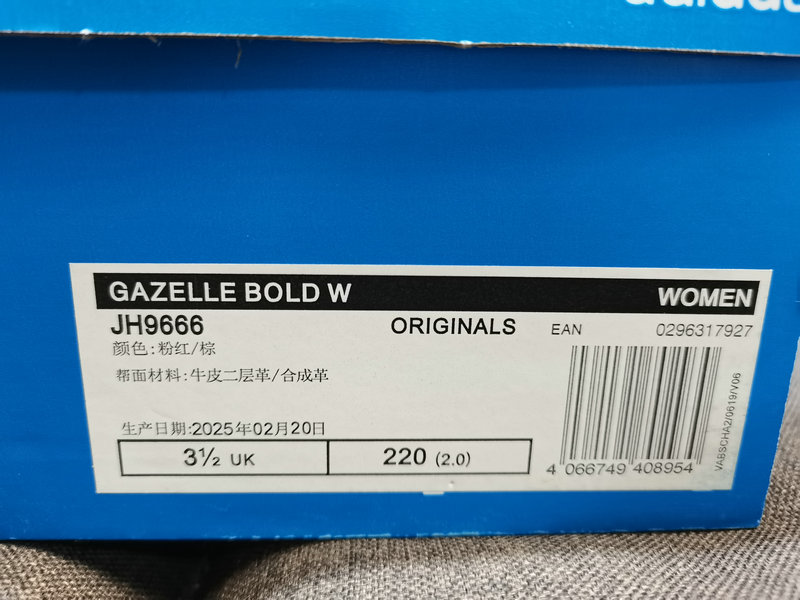 adidas
GAZELLE BOLD W
WOMEN
JH9666
ORIGINALS
EAN
0296317927
颜色:粉红/棕
帮面材料:牛皮二层革/合成革
生产日期:2025年02月20日
3½ UK
220 (2.0)
4 066749 408954
VABSCHA2/0619/V06